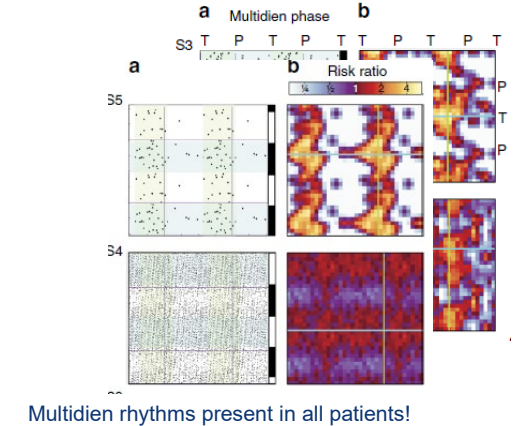 a Multidien phase b
S3 T P T P T T P T P T
a b Risk ratio P
¼ ½ 1 2 4
S5
T
P
S4
Multidien rhythms present in all patients!